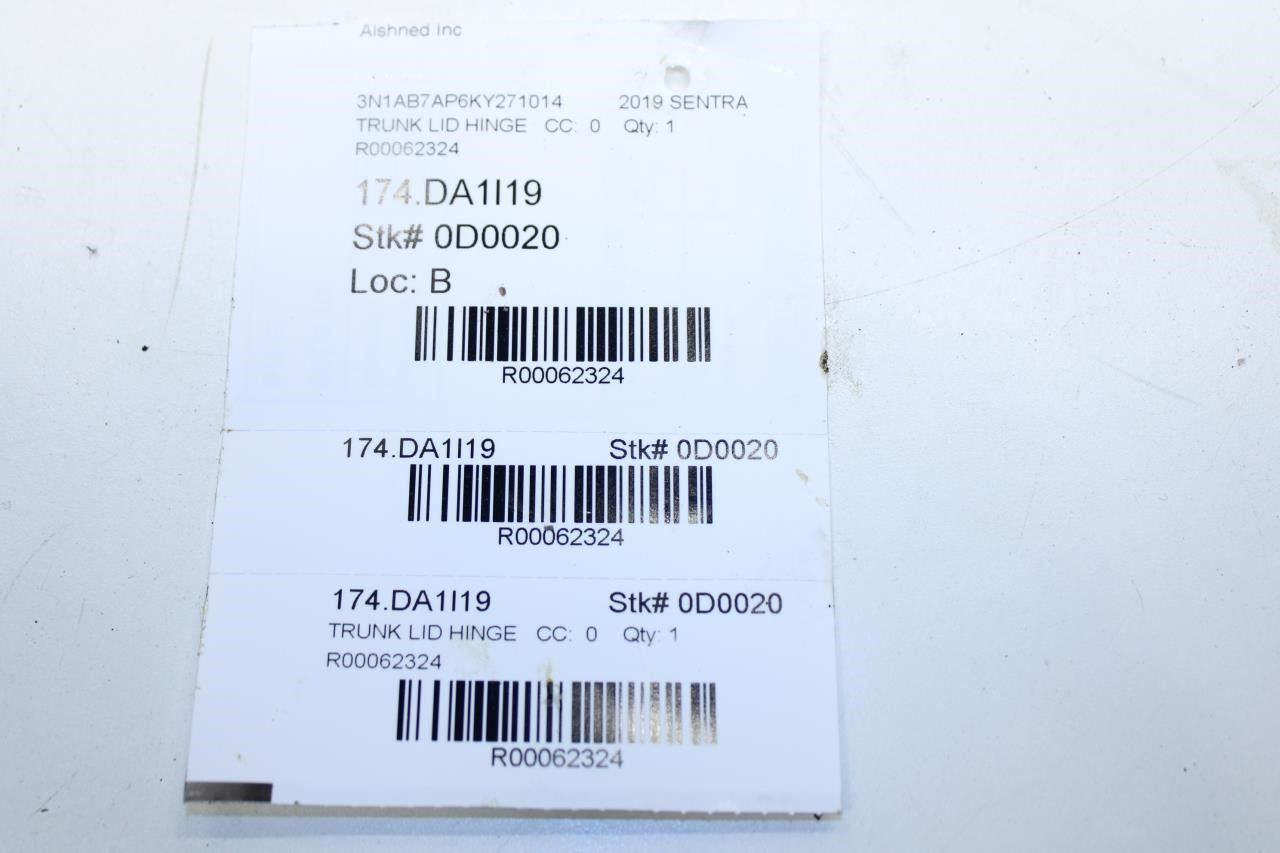 Alshned Inc
3N1AB7AP6KY271014 2019 SENTRA
TRUNK LID HINGE CC: 0 Qty: 1
R00062324
174.DA1I19
Stk# 0D0020
Loc: B
R00062324
174.DA1I19 Stk# 0D0020
R00062324
174.DA1I19 Stk# 0D0020
TRUNK LID HINGE CC: 0 Qty: 1
R00062324
R00062324